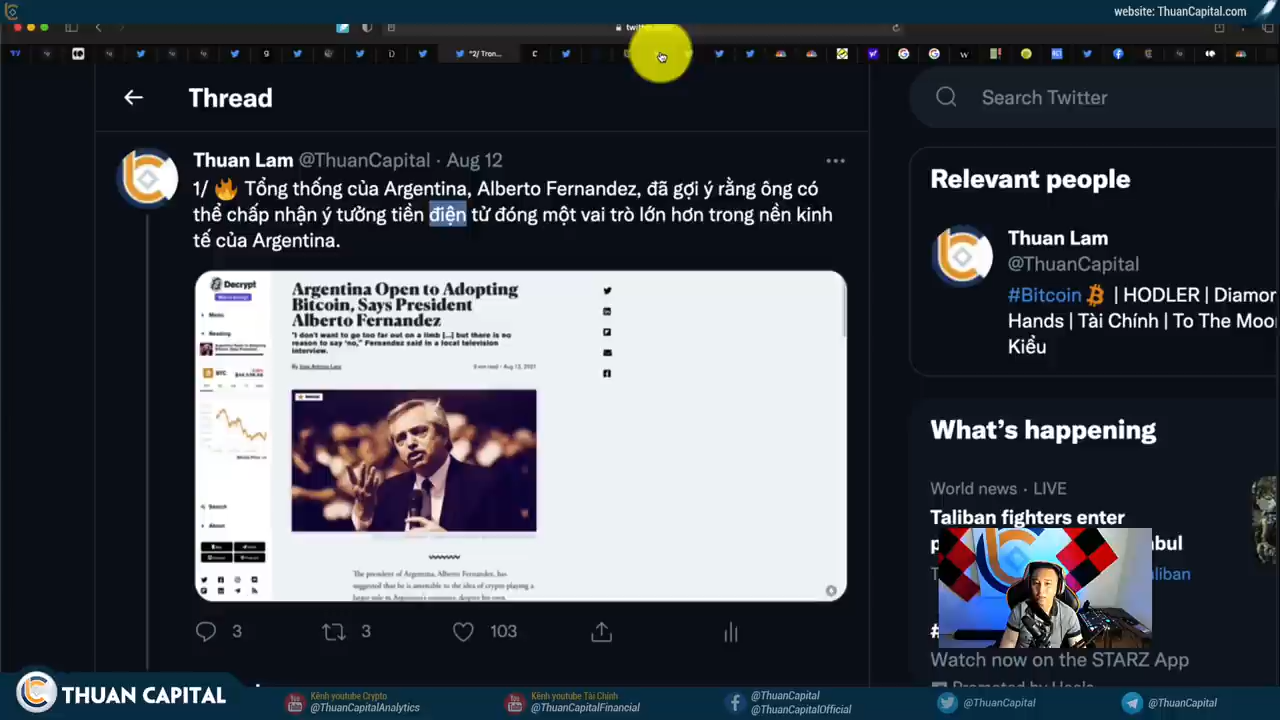 website: ThuanCapital.com
Thread
Search Twitter
Thuan Lam @ThuanCapital · Aug 12
1/ 🔥 Tổng thống của Argentina, Alberto Fernandez, đã gợi ý rằng ông có
thể chấp nhận ý tưởng tiền điện tử đóng một vai trò lớn hơn trong nền kinh
tế của Argentina.
Decrypt
Menu
Reading
BTC
Search
About
Argentina Open to Adopting
Bitcoin, Says President
Alberto Fernandez
"I don't want to go too far out on a limb [...] but there is no
reason to say 'no,'" Fernandez said in a local television
interview.
The president of Argentina, Alberto Fernandez, has
suggested that he is amenable to the idea of crypto playing a
larger role in Argentina's economy, despite his own
3
3
103
Relevant people
Thuan Lam
@ThuanCapital
#Bitcoin | HODLER | Diamon
Hands | Tài Chính | To The Moo
Kiều
What's happening
World news · LIVE
Taliban fighters enter
Watch now on the STARZ App
THUAN CAPITAL
Kênh youtube Crypto
@ThuanCapitalAnalytics
Kênh youtube Tài Chính
@ThuanCapitalFinancial
@ThuanCapital
@ThuanCapitalOfficial
@ThuanCapital
@ThuanCapital